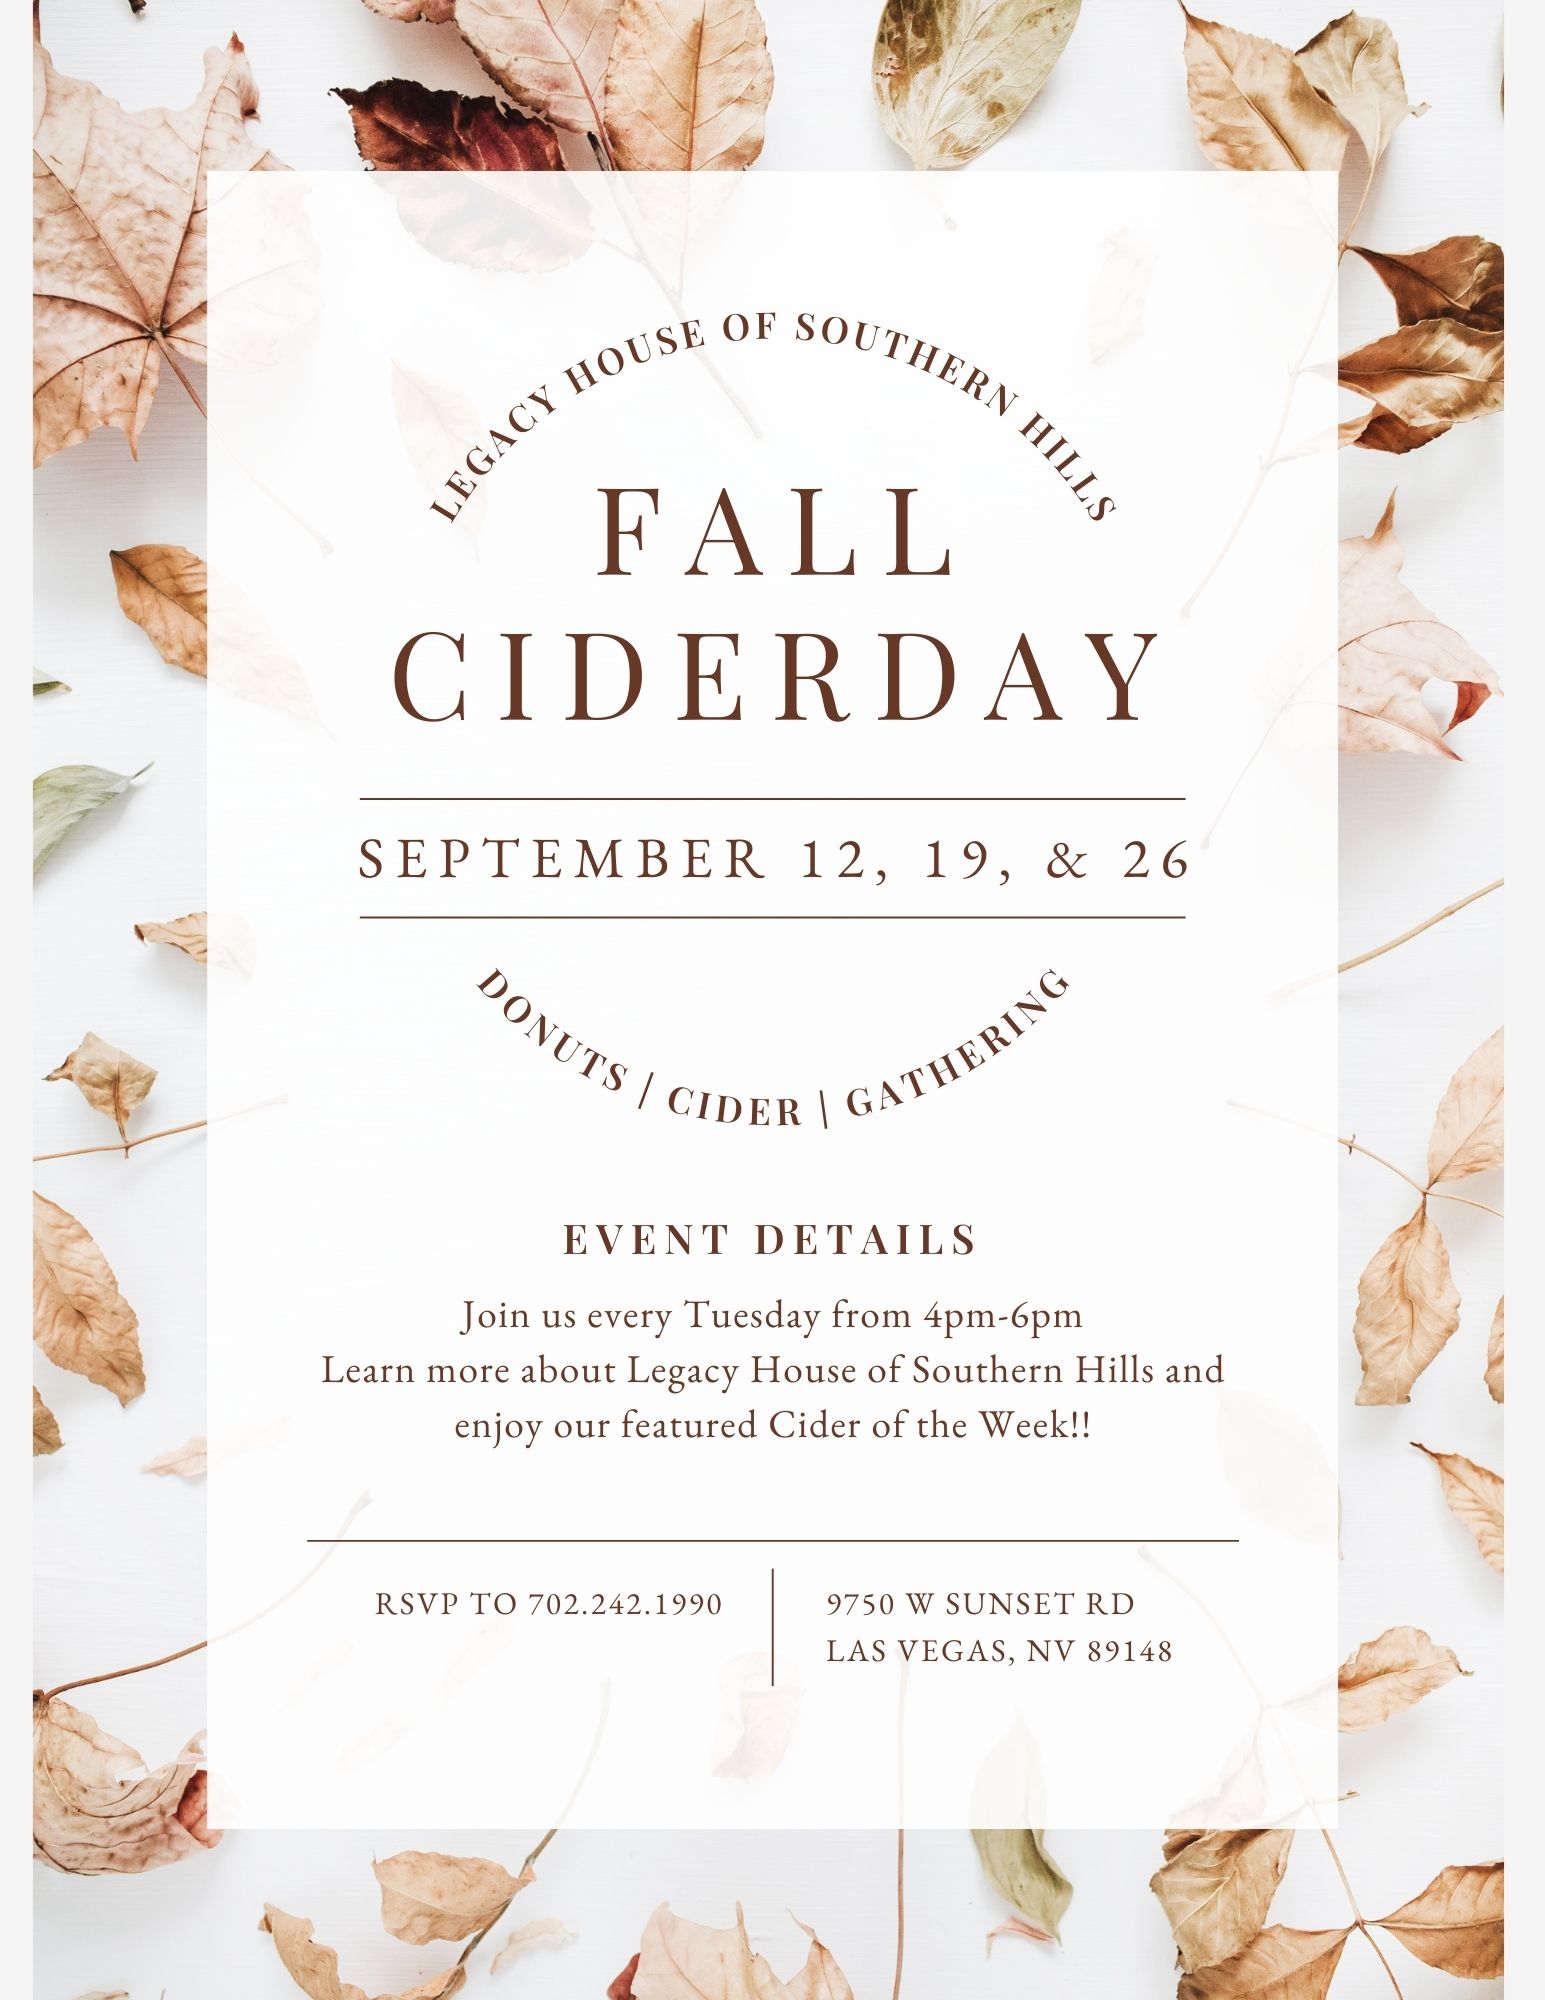 LEGACY HOUSE OF SOUTHERN HILLS
FALL
CIDERDAY
SEPTEMBER 12, 19, & 26
DONUTS | CIDER | GATHERING
EVENT DETAILS
Join us every Tuesday from 4pm-6pm
Learn more about Legacy House of Southern Hills and
enjoy our featured Cider of the Week!!
RSVP TO 702.242.1990
9750 W SUNSET RD
LAS VEGAS, NV 89148